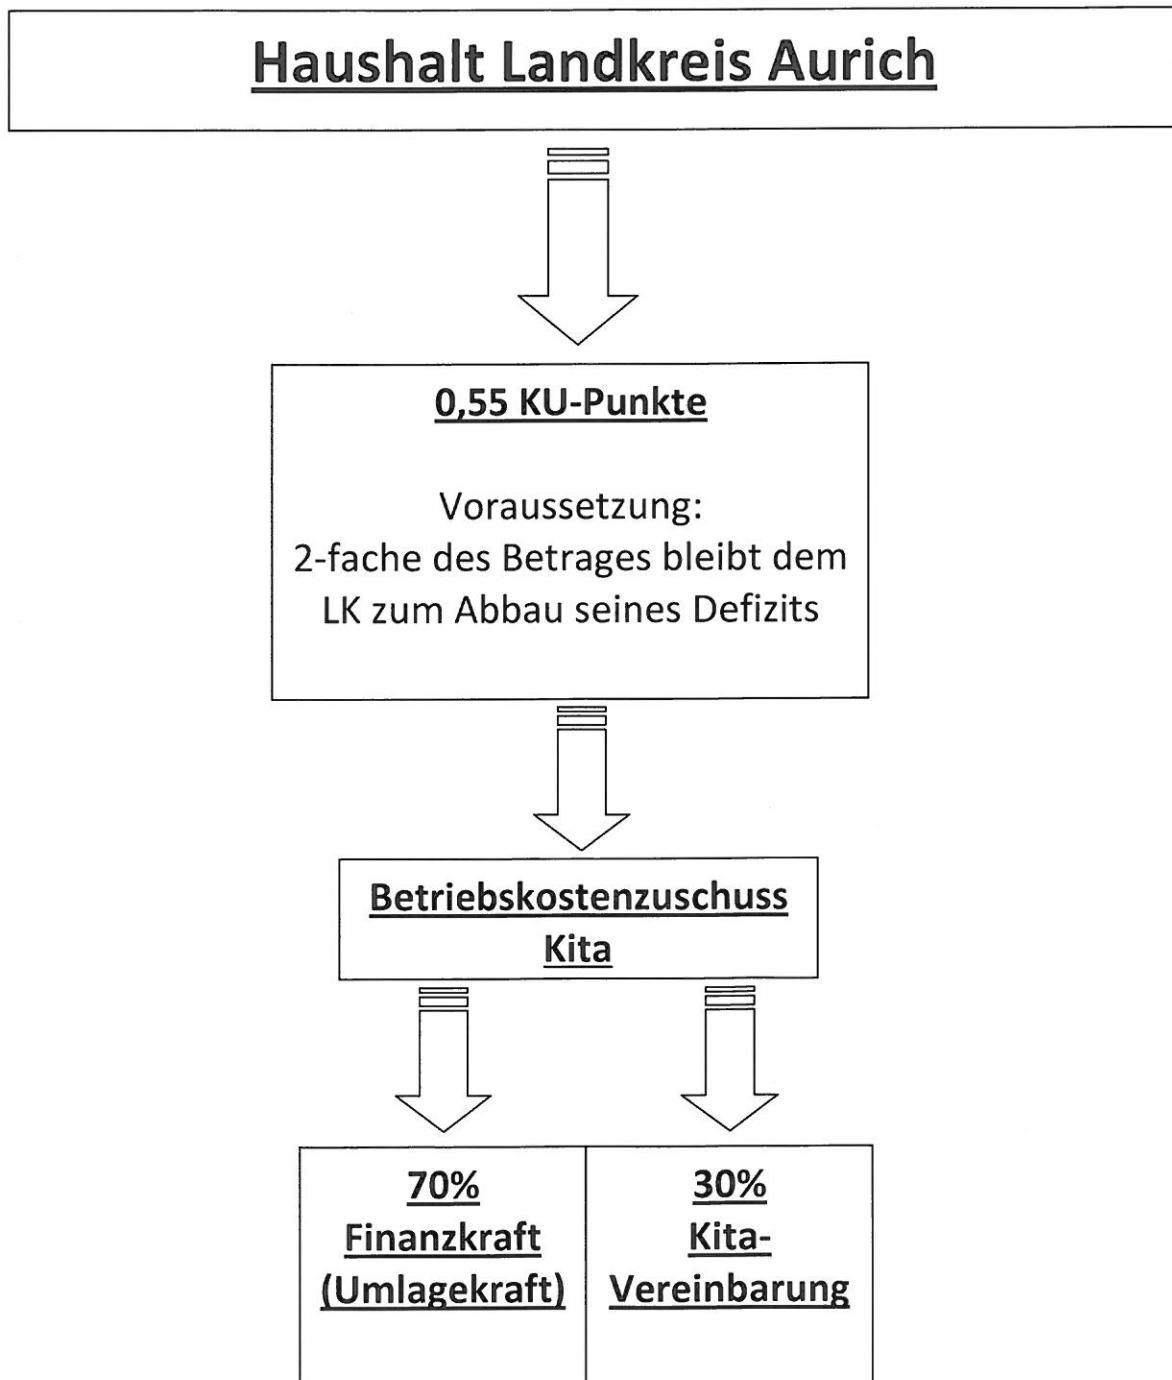 Haushalt Landkreis Aurich
0,55 KU-Punkte
Voraussetzung:
2-fache des Betrages bleibt dem
LK zum Abbau seines Defizits
Betriebskostenzuschuss
Kita
70%
Finanzkraft
(Umlagekraft)
30%
Kita-
Vereinbarung